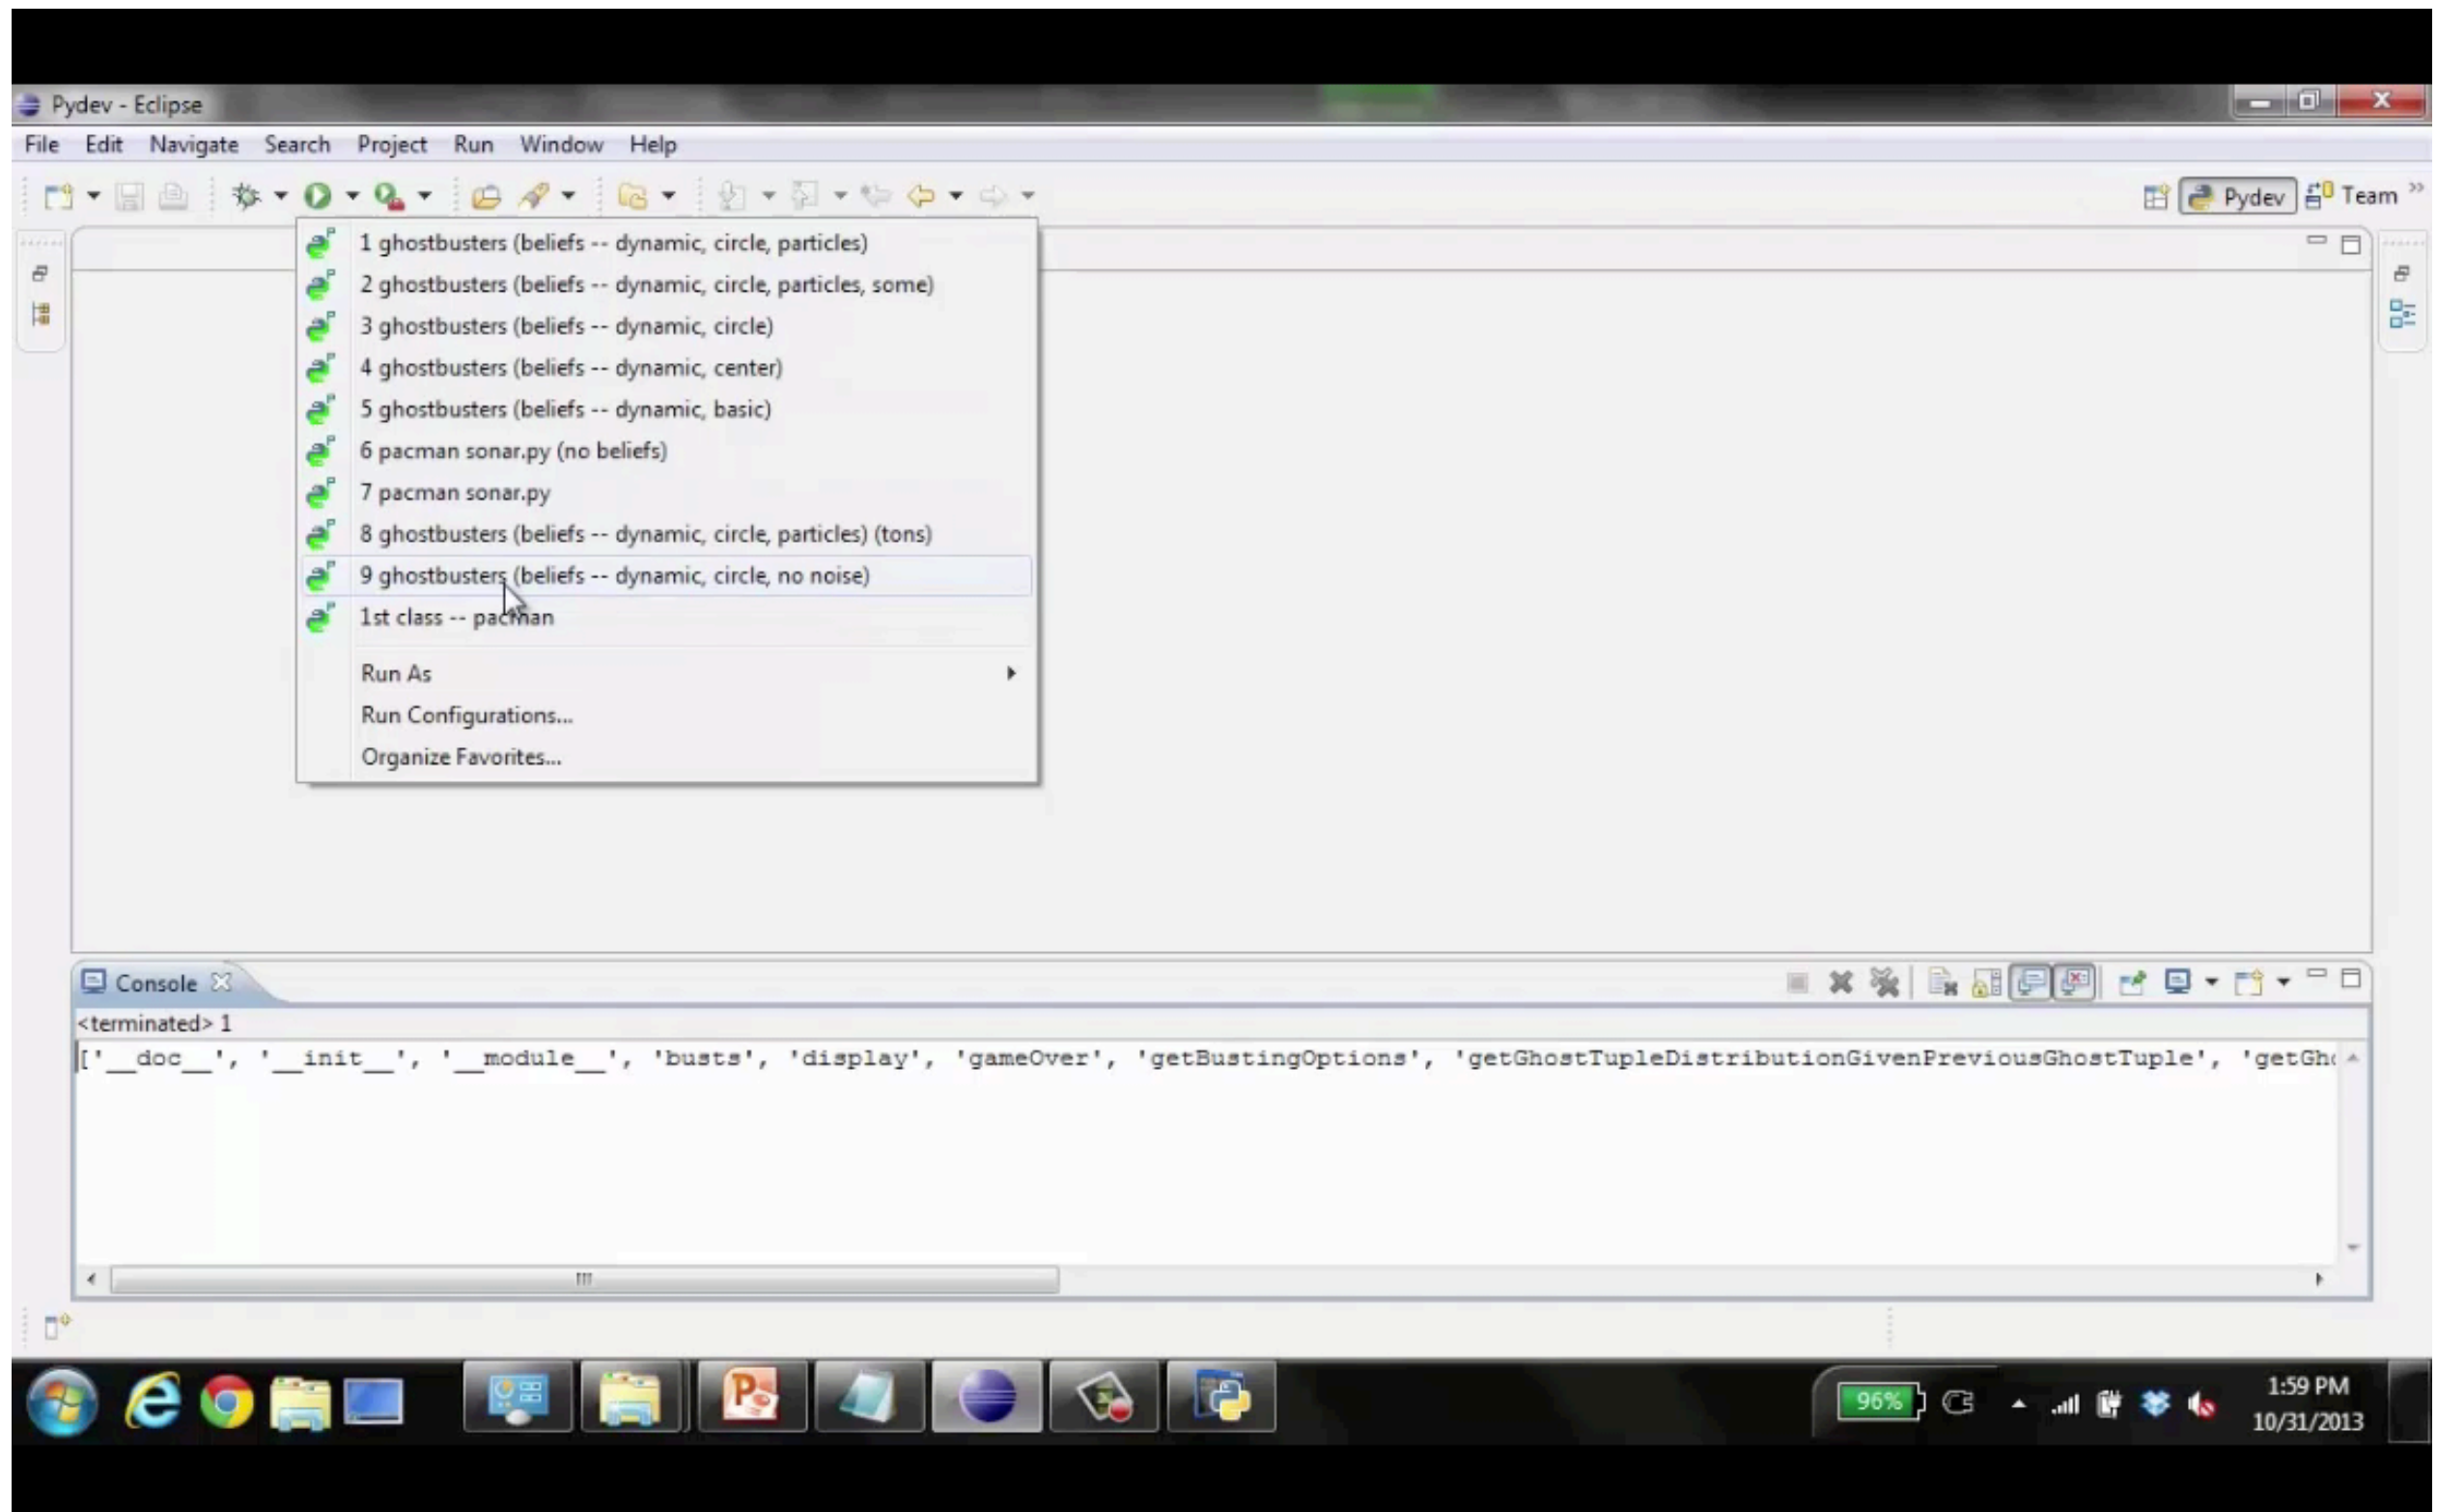 Pydev - Eclipse
File Edit Navigate Search Project Run Window Help
Pydev Team
1 ghostbusters (beliefs -- dynamic, circle, particles)
2 ghostbusters (beliefs -- dynamic, circle, particles, some)
3 ghostbusters (beliefs -- dynamic, circle)
4 ghostbusters (beliefs -- dynamic, center)
5 ghostbusters (beliefs -- dynamic, basic)
6 pacman sonar.py (no beliefs)
7 pacman sonar.py
8 ghostbusters (beliefs -- dynamic, circle, particles) (tons)
9 ghostbusters (beliefs -- dynamic, circle, no noise)
1st class -- pacman
Run As
Run Configurations...
Organize Favorites...
Console
<terminated> 1
['__doc__', '__init__', '__module__', 'busts', 'display', 'gameOver', 'getBustingOptions', 'getGhostTupleDistributionGivenPreviousGhostTuple', 'getGh
96%
1:59 PM
10/31/2013